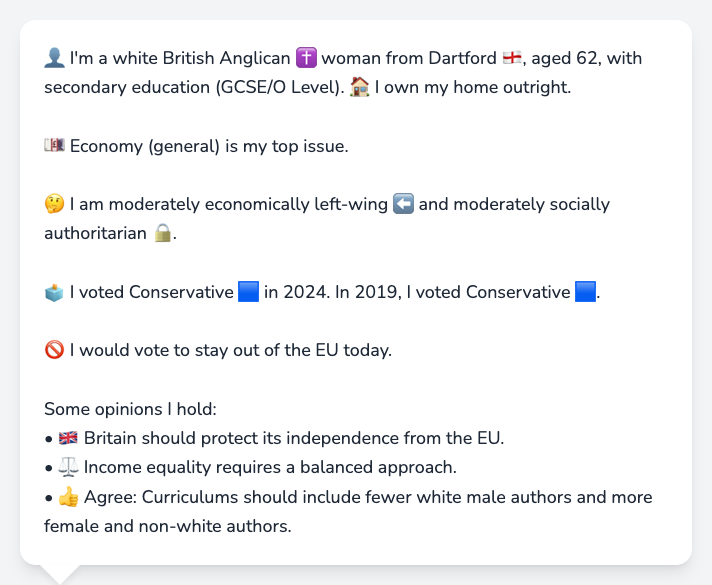 👤 I'm a white British Anglican ✝️ woman from Dartford 🏴󠁧󠁢󠁥󠁮󠁧󠁿, aged 62, with
secondary education (GCSE/O Level). 🏠 I own my home outright.
💷 Economy (general) is my top issue.
🤔 I am moderately economically left-wing ⬅️ and moderately socially
authoritarian 🔒.
🗳️ I voted Conservative 🟦 in 2024. In 2019, I voted Conservative 🟦.
🚫 I would vote to stay out of the EU today.
Some opinions I hold:
• 🇬🇧 Britain should protect its independence from the EU.
• ⚖️ Income equality requires a balanced approach.
• 👍 Agree: Curriculums should include fewer white male authors and more
female and non-white authors.